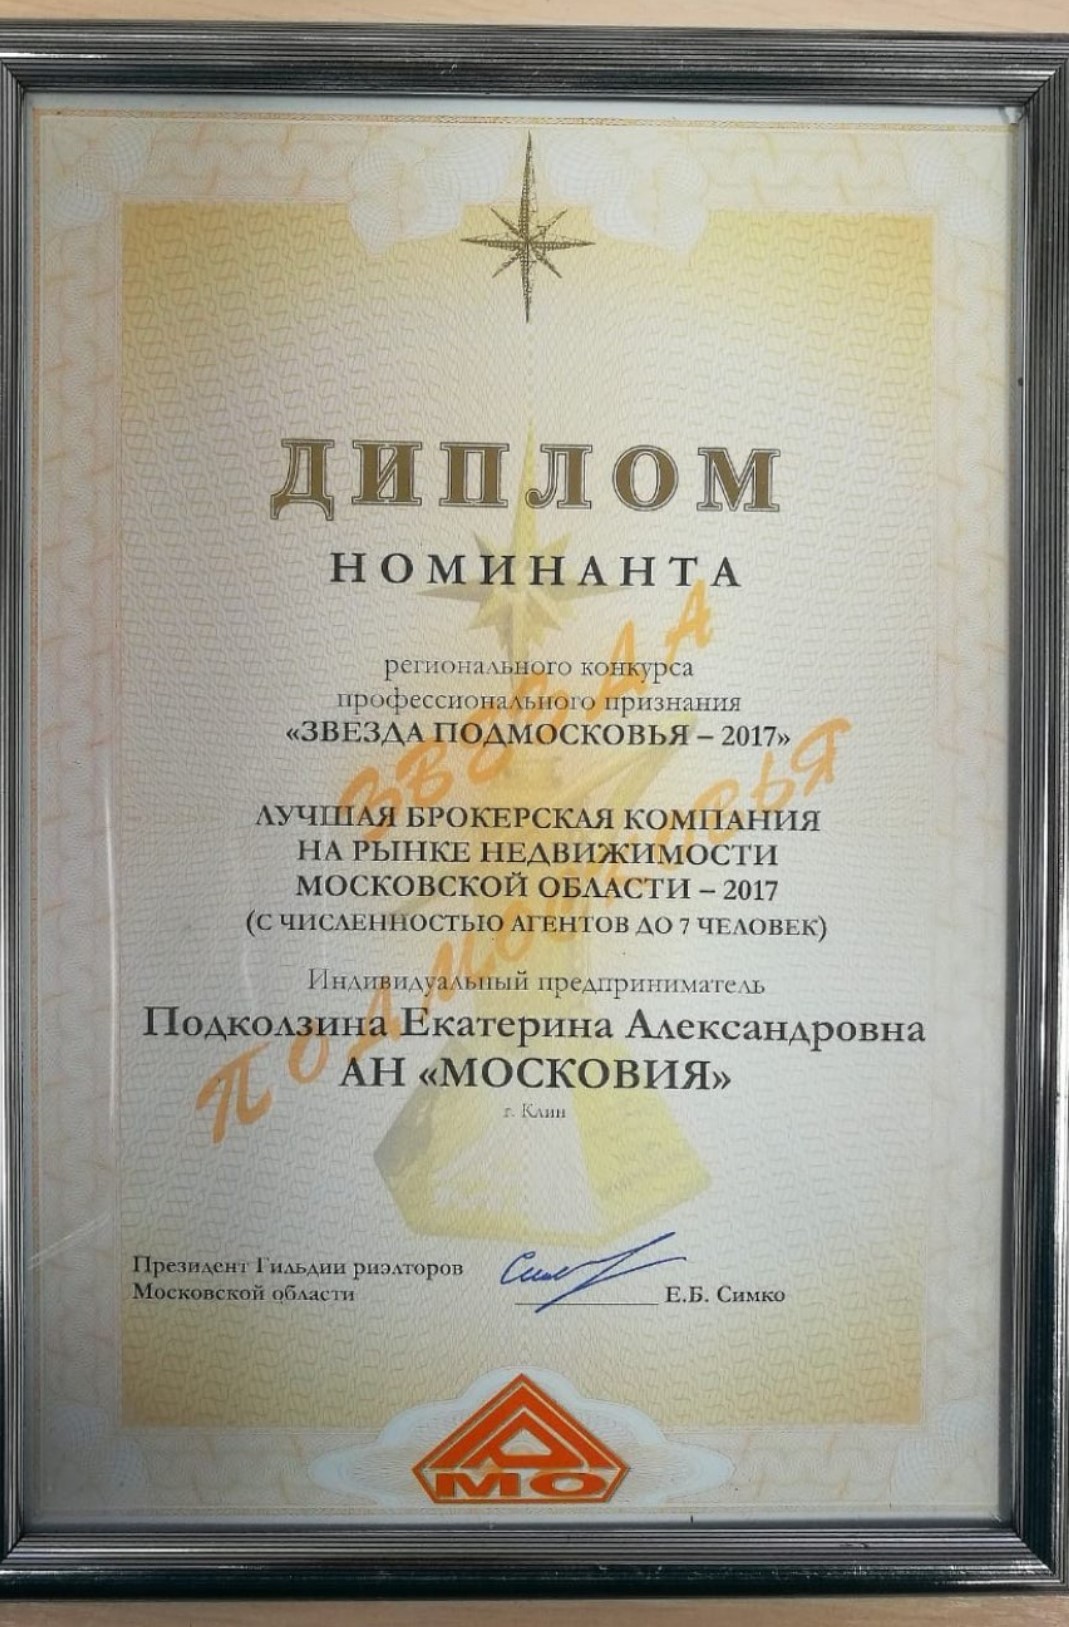 ДИПЛОМ
НОМИНАНТА
регионального конкурса
профессионального признания
«ЗВЕЗДА ПОДМОСКОВЬЯ – 2017»
ЛУЧШАЯ БРОКЕРСКАЯ КОМПАНИЯ
НА РЫНКЕ НЕДВИЖИМОСТИ
МОСКОВСКОЙ ОБЛАСТИ – 2017
(С ЧИСЛЕННОСТЬЮ АГЕНТОВ ДО 7 ЧЕЛОВЕК)
Индивидуальный предприниматель
Подколзина Екатерина Александровна
АН «МОСКОВИЯ»
г. Клин
ЗВЕЗДА
ПОДМОСКОВЬЯ
Президент Гильдии риэлторов
Московской области
Е.Б. Симко
МО